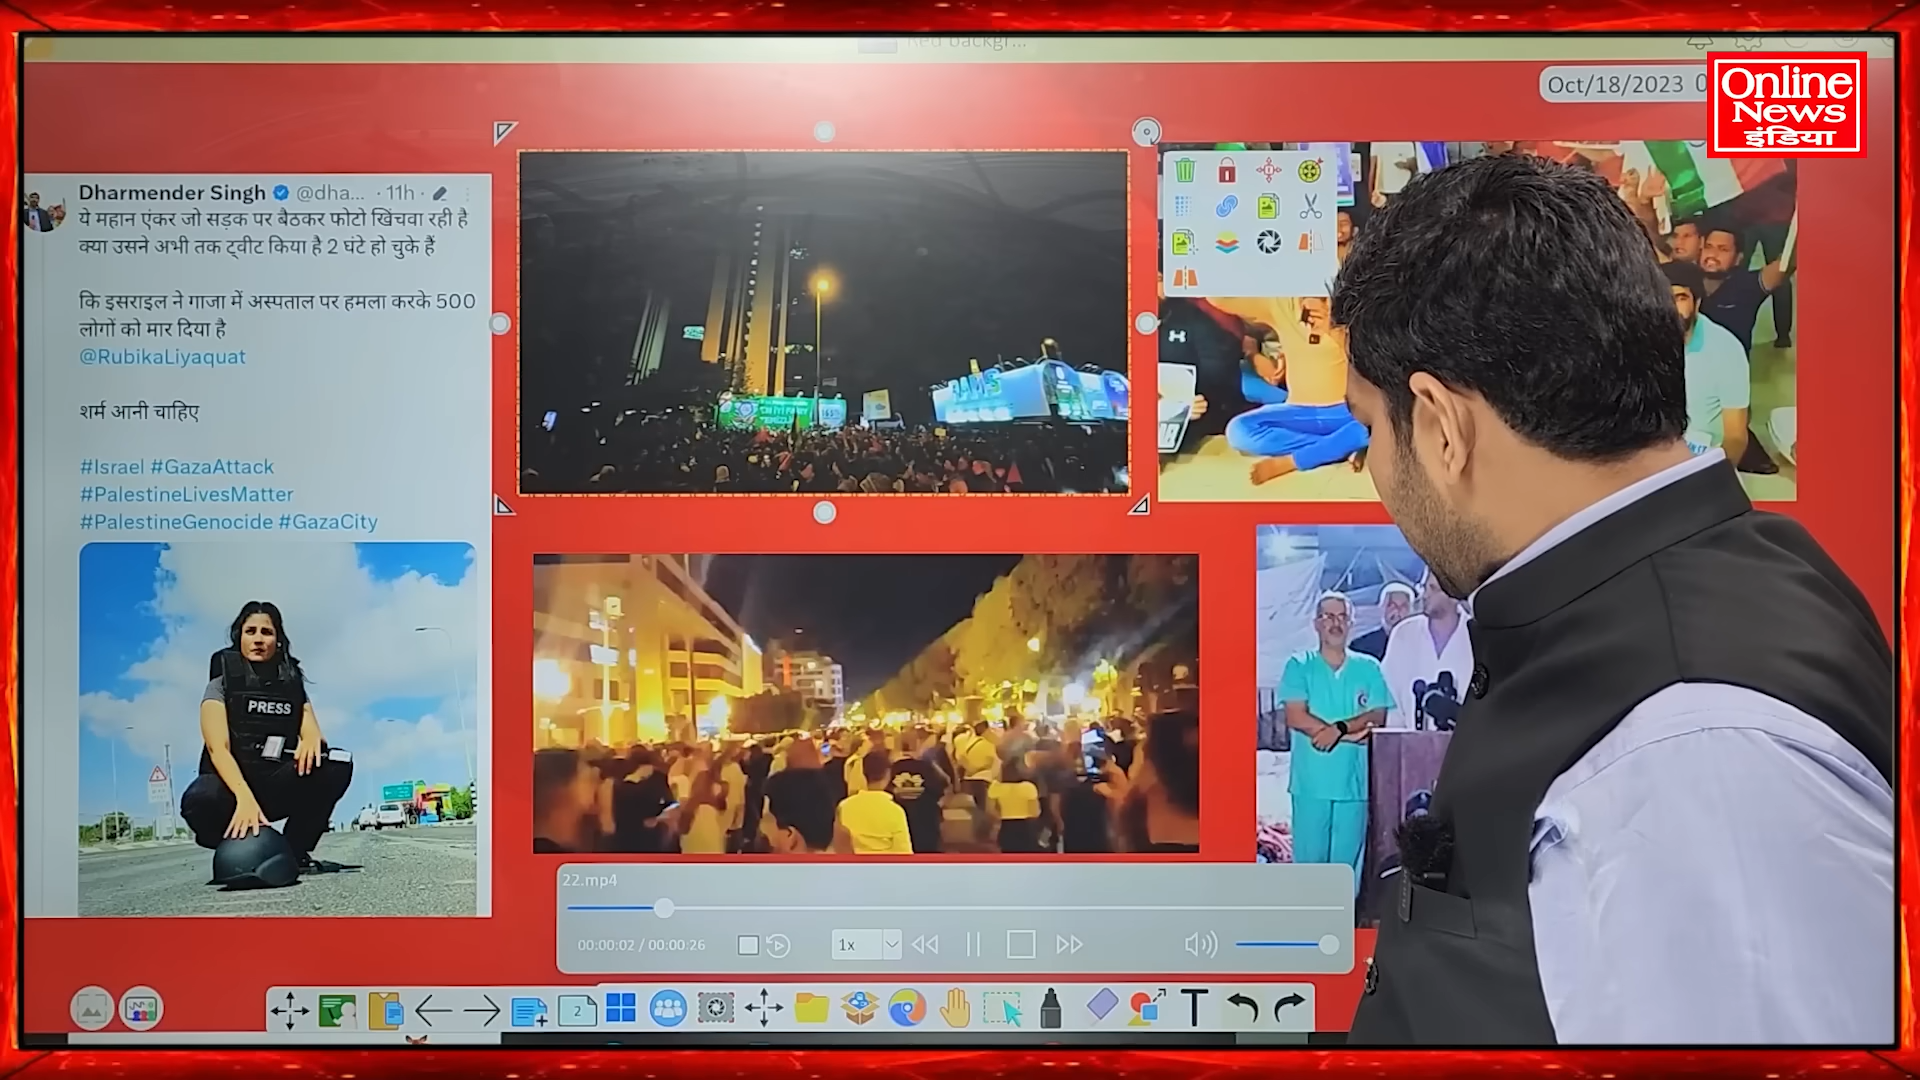 Red backgr...
Oct/18/2023
Online
News
इंडिया
Dharmender Singh @dha... · 11h ·
ये महान एंकर जो सड़क पर बैठकर फोटो खिंचवा रही है
क्या उसने अभी तक ट्वीट किया है 2 घंटे हो चुके हैं
कि इसराइल ने गाजा में अस्पताल पर हमला करके 500
लोगों को मार दिया है
@RubikaLiyaquat
शर्म आनी चाहिए
#Israel #GazaAttack
#PalestineLivesMatter
#PalestineGenocide #GazaCity
PRESS
22.mp4
00:00:02 / 00:00:26
1x
2
T